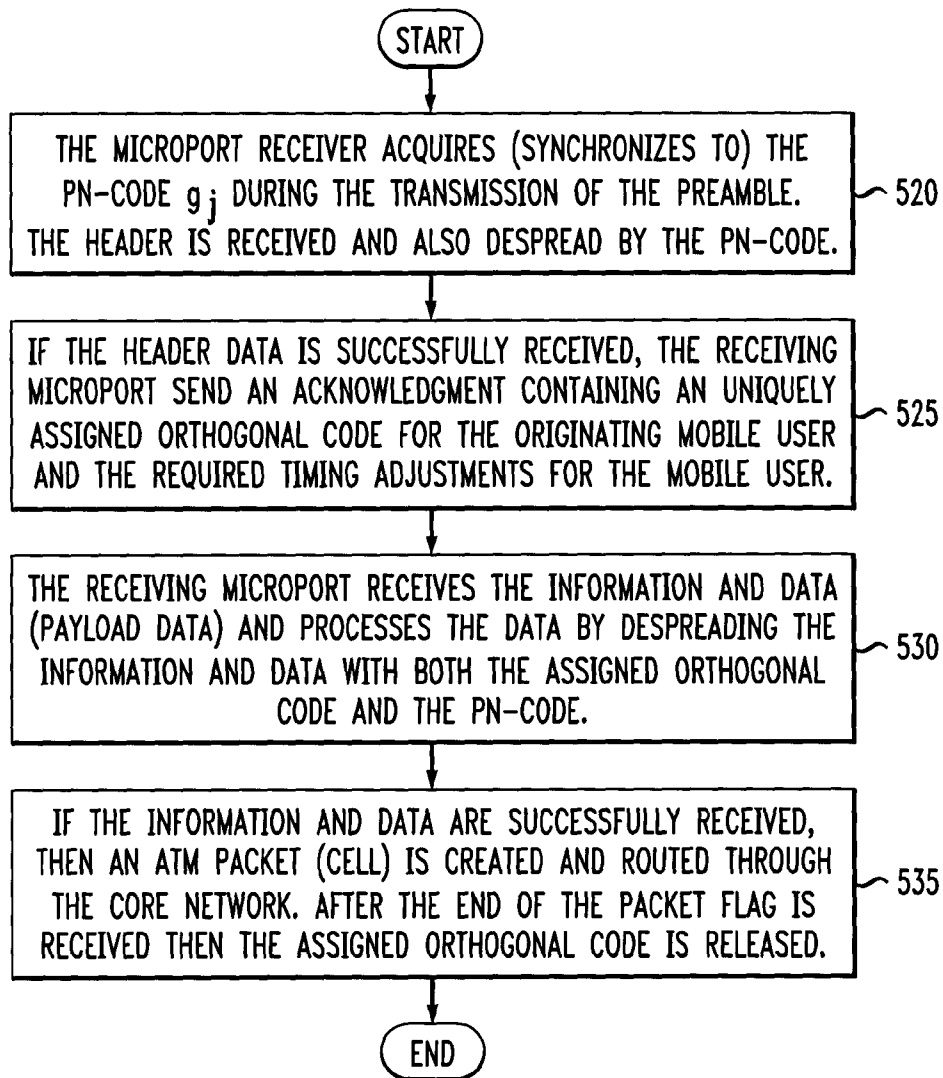 START
THE MICROPORT RECEIVER ACQUIRES (SYNCHRONIZES TO) THE
PN-CODE gj DURING THE TRANSMISSION OF THE PREAMBLE.
THE HEADER IS RECEIVED AND ALSO DESPREAD BY THE PN-CODE.
520
IF THE HEADER DATA IS SUCCESSFULLY RECEIVED, THE RECEIVING
MICROPORT SEND AN ACKNOWLEDGMENT CONTAINING AN UNIQUELY
ASSIGNED ORTHOGONAL CODE FOR THE ORIGINATING MOBILE USER
AND THE REQUIRED TIMING ADJUSTMENTS FOR THE MOBILE USER.
525
THE RECEIVING MICROPORT RECEIVES THE INFORMATION AND DATA
(PAYLOAD DATA) AND PROCESSES THE DATA BY DESPREADING THE
INFORMATION AND DATA WITH BOTH THE ASSIGNED ORTHOGONAL
CODE AND THE PN-CODE.
530
IF THE INFORMATION AND DATA ARE SUCCESSFULLY RECEIVED,
THEN AN ATM PACKET (CELL) IS CREATED AND ROUTED THROUGH
THE CORE NETWORK. AFTER THE END OF THE PACKET FLAG IS
RECEIVED THEN THE ASSIGNED ORTHOGONAL CODE IS RELEASED.
535
END